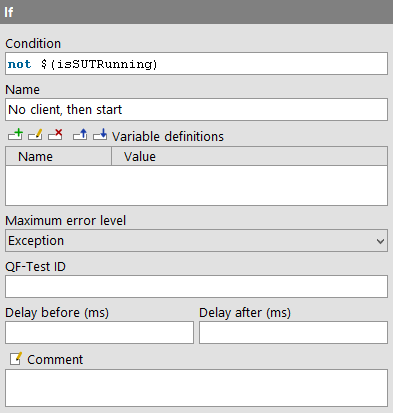 If
Condition
not $(isSUTRunning)
Name
No client, then start
Variable definitions
Name Value
Maximum error level
Exception
QF-Test ID
Delay before (ms) Delay after (ms)
Comment